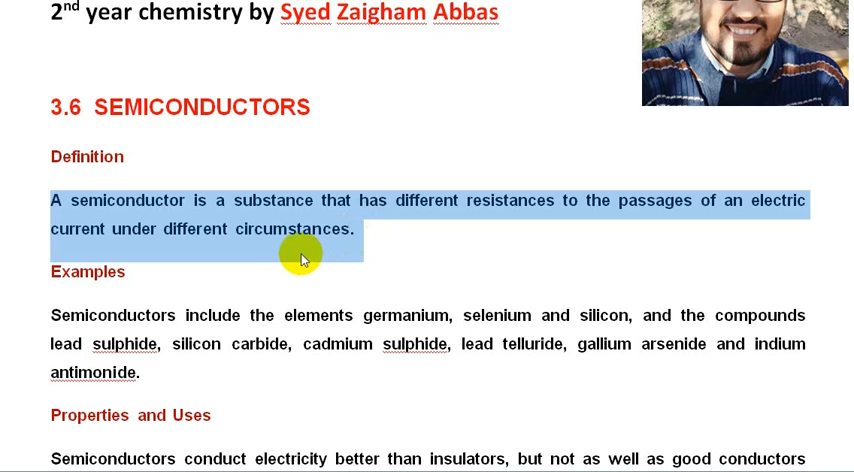 2nd year chemistry by Syed Zaigham Abbas
3.6 SEMICONDUCTORS
Definition
A semiconductor is a substance that has different resistances to the passages of an electric
current under different circumstances.
Examples
Semiconductors include the elements germanium, selenium and silicon, and the compounds
lead sulphide, silicon carbide, cadmium sulphide, lead telluride, gallium arsenide and indium
antimonide.
Properties and Uses
Semiconductors conduct electricity better than insulators, but not as well as good conductors